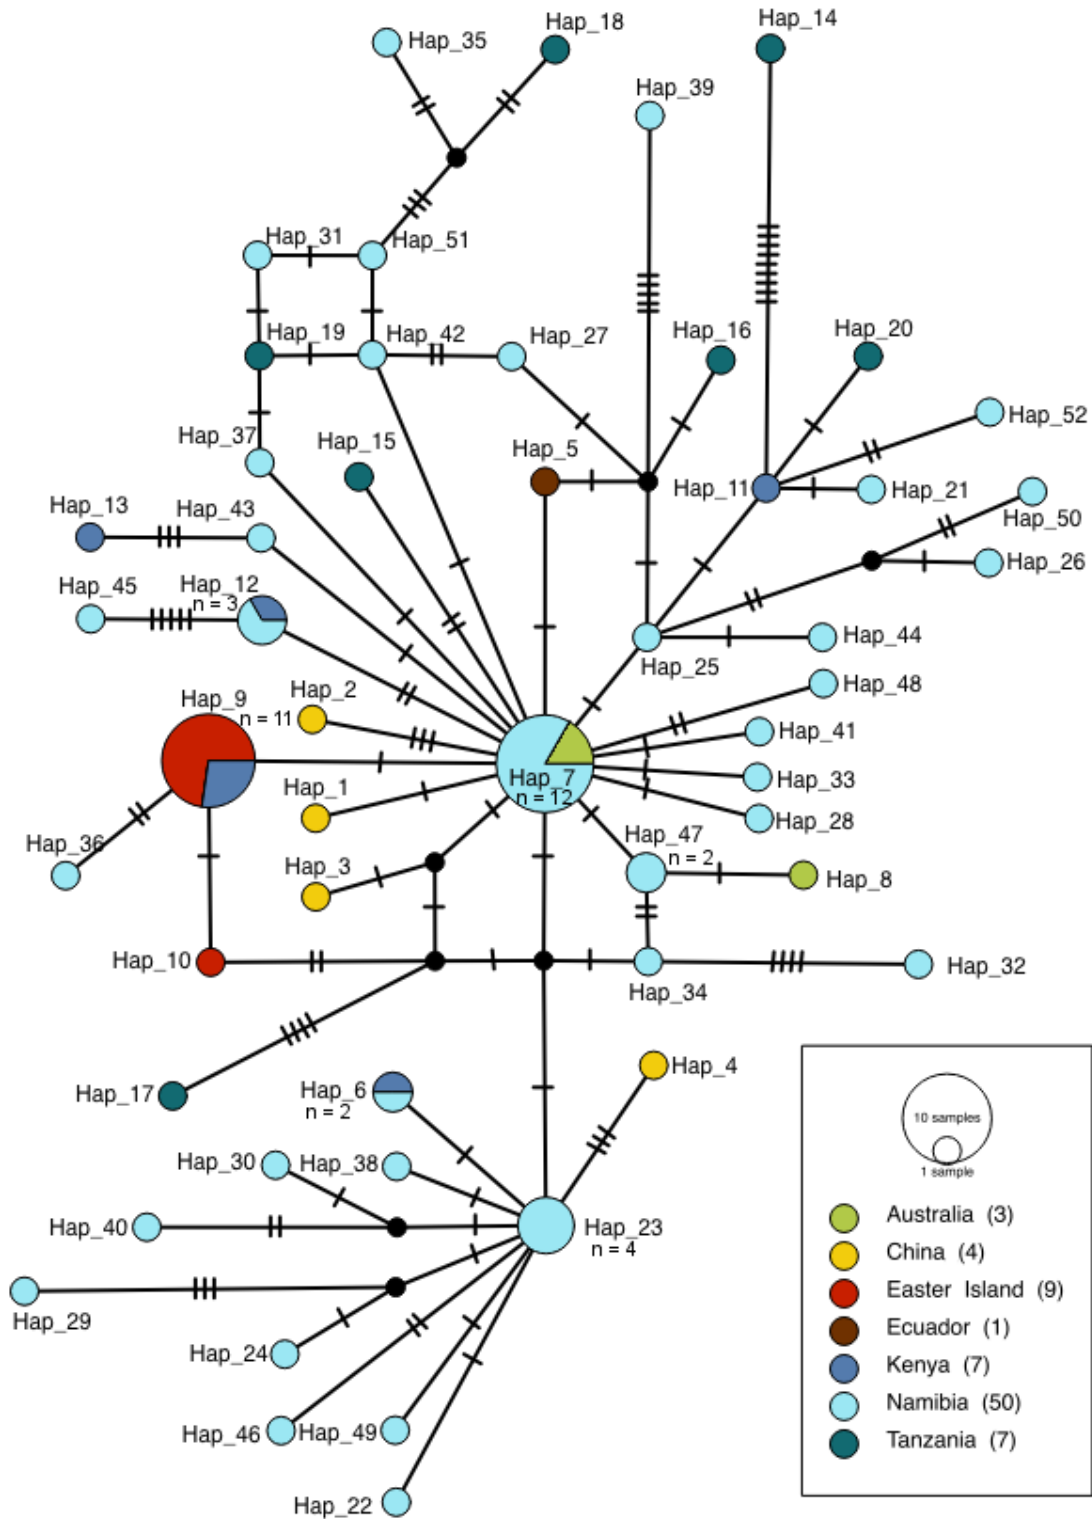 Hap_18
Hap_14
Hap_35
Hap_39
Hap_31
Hap_51
Hap_19
Hap_42
Hap_27
Hap_16
Hap_20
Hap_52
Hap_37
Hap_15
Hap_5
Hap_11
Hap_21
Hap_50
Hap_13
Hap_43
Hap_26
Hap_45
Hap_12
n = 3
Hap_44
Hap_25
Hap_48
Hap_9
n = 11
Hap_2
Hap_41
Hap_7
n = 12
Hap_33
Hap_1
Hap_28
Hap_36
Hap_47
n = 2
Hap_3
Hap_8
Hap_10
Hap_34
Hap_32
Hap_17
Hap_6
n = 2
Hap_4
Hap_30
Hap_38
Hap_40
Hap_23
n = 4
Hap_29
Hap_24
Hap_46
Hap_49
Hap_22
10 samples
1 sample
Australia (3)
China (4)
Easter Island (9)
Ecuador (1)
Kenya (7)
Namibia (50)
Tanzania (7)